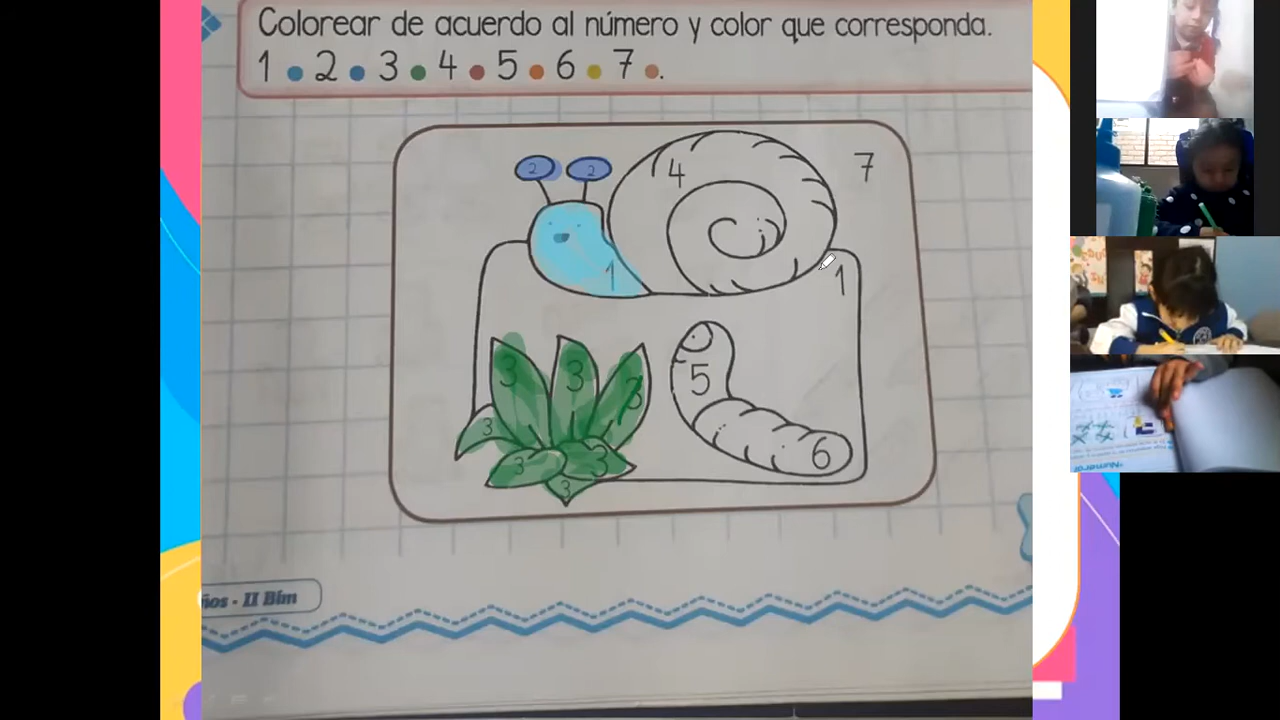 Colorear de acuerdo al número y color que corresponda.
1 2 3 4 5 6 7 .
2 2
4 7
1 1
3 3 3
5
3
6
3 3
3
- II Bim